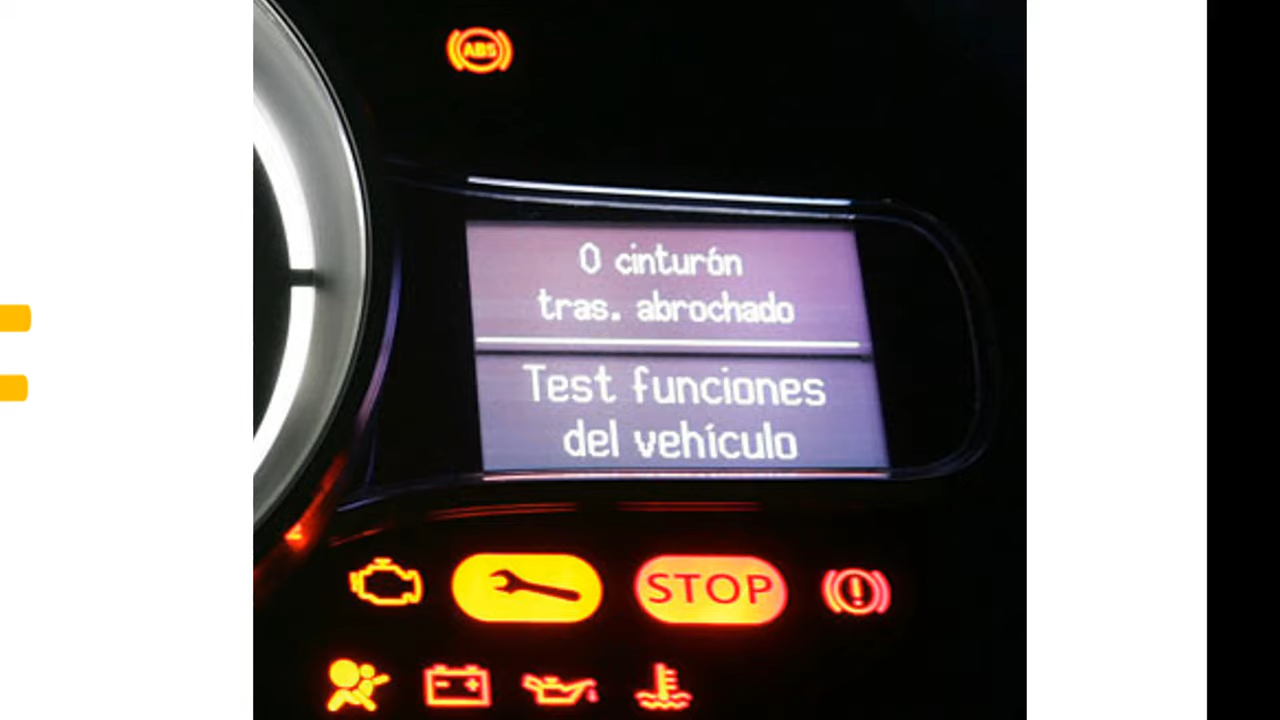 ABS
0 cinturón
tras. abrochado
Test funciones
del vehículo
STOP